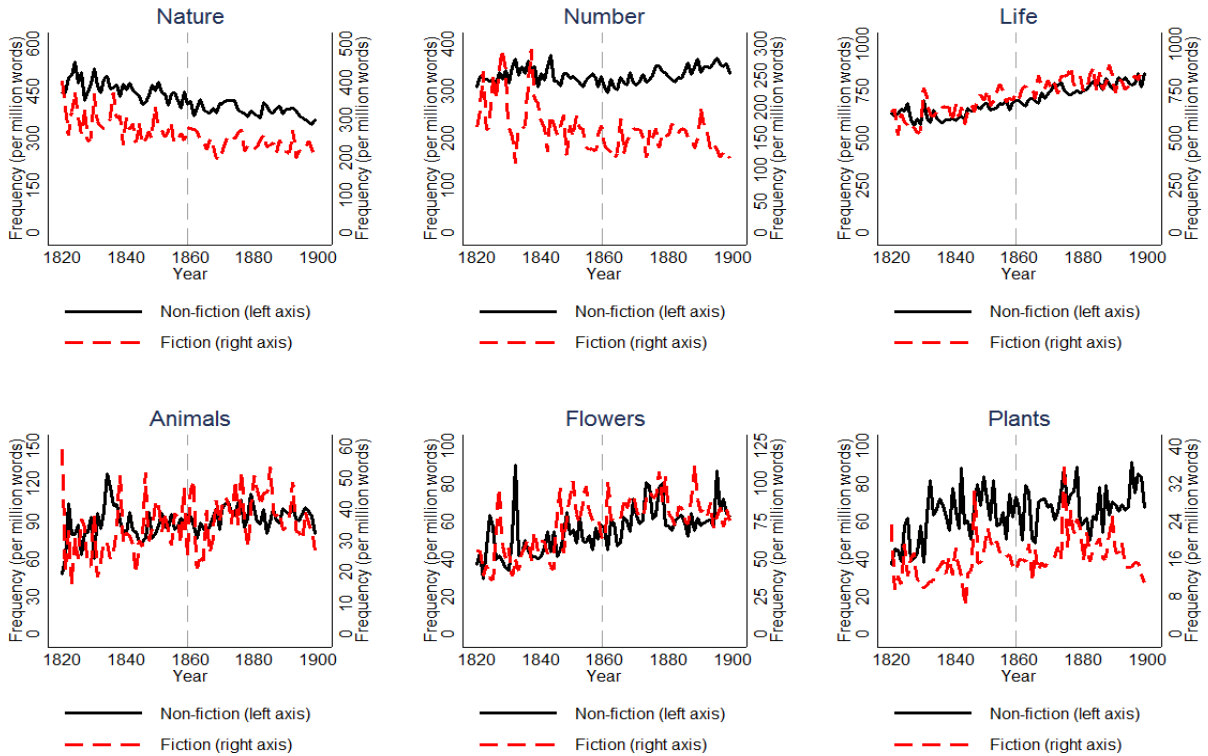 Nature
Frequency (per million words)
0 150 300 450 600
0 100 200 300 400 500
Frequency (per million words)
1820 1840 1860 1880 1900
Year
Non-fiction (left axis)
Fiction (right axis)
Number
Frequency (per million words)
0 100 200 300 400
0 50 100 150 200 250 300
Frequency (per million words)
1820 1840 1860 1880 1900
Year
Non-fiction (left axis)
Fiction (right axis)
Life
Frequency (per million words)
0 250 500 750 1000
0 250 500 750 1000
Frequency (per million words)
1820 1840 1860 1880 1900
Year
Non-fiction (left axis)
Fiction (right axis)
Animals
Frequency (per million words)
0 30 60 90 120 150
0 10 20 30 40 50 60
Frequency (per million words)
1820 1840 1860 1880 1900
Year
Non-fiction (left axis)
Fiction (right axis)
Flowers
Frequency (per million words)
0 20 40 60 80 100
0 25 50 75 100 125
Frequency (per million words)
1820 1840 1860 1880 1900
Year
Non-fiction (left axis)
Fiction (right axis)
Plants
Frequency (per million words)
0 20 40 60 80 100
0 8 16 24 32 40
Frequency (per million words)
1820 1840 1860 1880 1900
Year
Non-fiction (left axis)
Fiction (right axis)